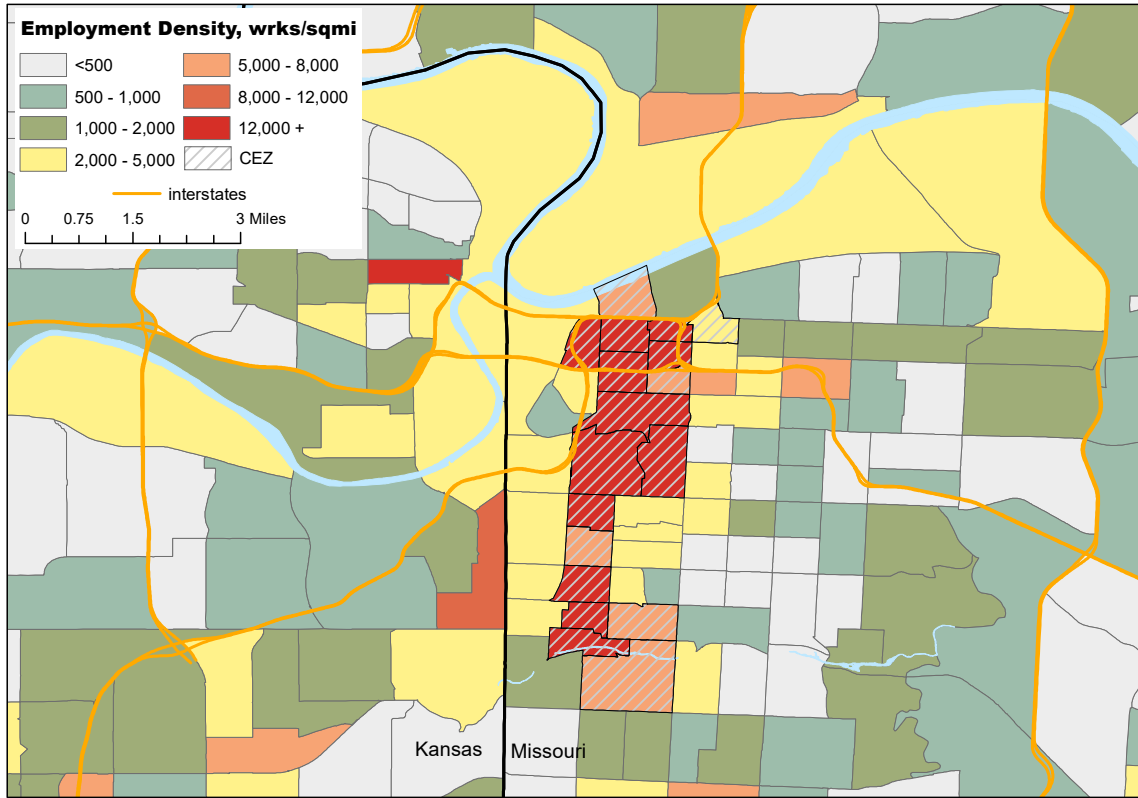 Employment Density, wrks/sqmi
<500
5,000 - 8,000
500 - 1,000
8,000 - 12,000
1,000 - 2,000
12,000 +
2,000 - 5,000
CEZ
interstates
0 0.75 1.5 3 Miles
Kansas Missouri